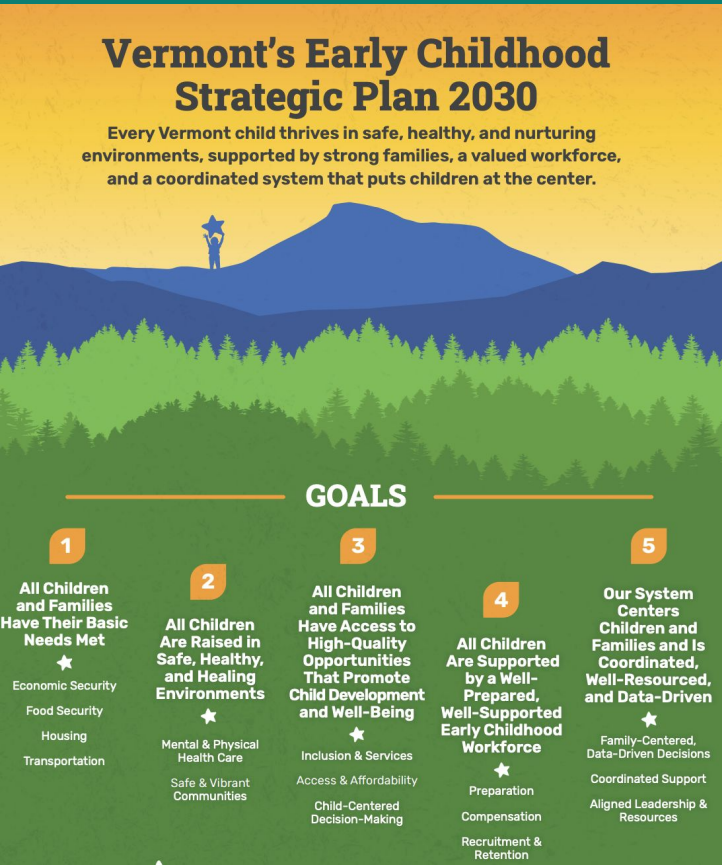 Vermont's Early Childhood
Strategic Plan 2030
Every Vermont child thrives in safe, healthy, and nurturing
environments, supported by strong families, a valued workforce,
and a coordinated system that puts children at the center.
GOALS
1
All Children
and Families
Have Their Basic
Needs Met
Economic Security
Food Security
Housing
Transportation
2
All Children
Are Raised in
Safe, Healthy,
and Healing
Environments
Mental & Physical
Health Care
Safe & Vibrant
Communities
3
All Children
and Families
Have Access to
High-Quality
Opportunities
That Promote
Child Development
and Well-Being
Inclusion & Services
Access & Affordability
Child-Centered
Decision-Making
4
All Children
Are Supported
by a Well-
Prepared,
Well-Supported
Early Childhood
Workforce
Preparation
Compensation
Recruitment &
Retention
5
Our System
Centers
Children and
Families and Is
Coordinated,
Well-Resourced,
and Data-Driven
Family-Centered,
Data-Driven Decisions
Coordinated Support
Aligned Leadership &
Resources